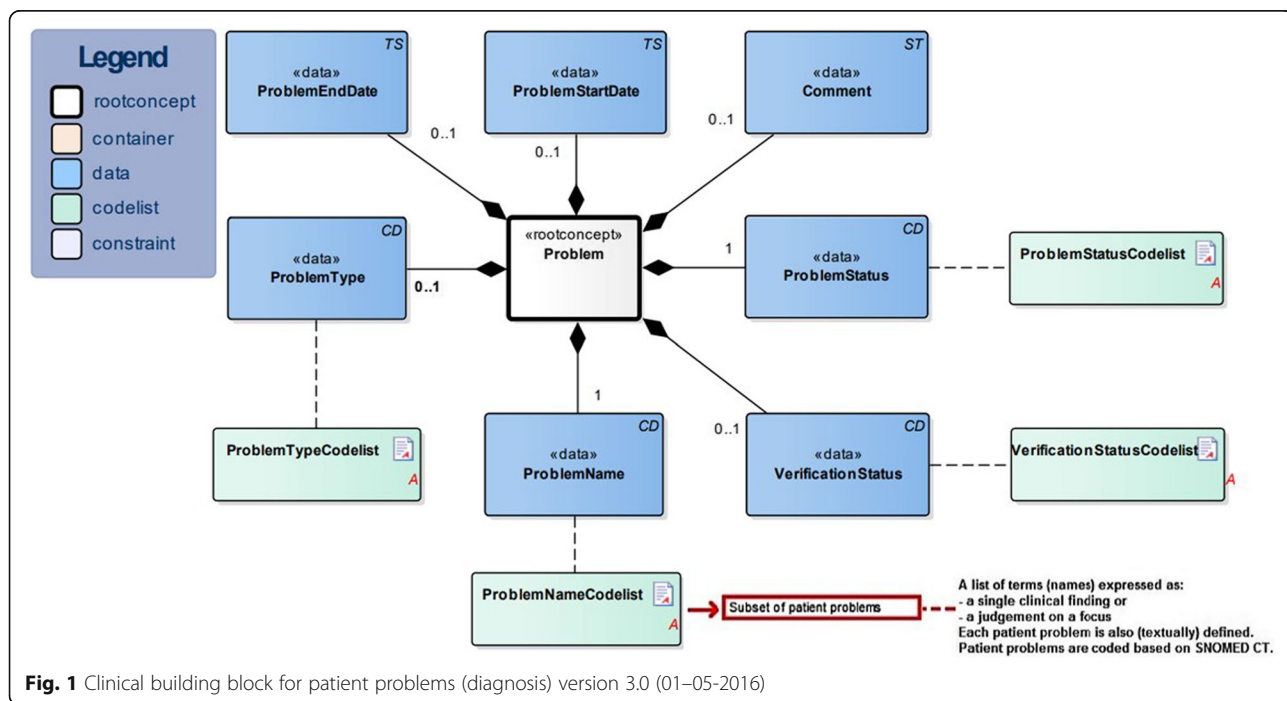 Legend
rootconcept
container
data
codelist
constraint
TS
«data»
ProblemEndDate
TS
«data»
ProblemStartDate
ST
«data»
Comment
0..1
0..1
0..1
CD
«data»
ProblemType
0..1
«rootconcept»
Problem
1
CD
«data»
ProblemStatus
ProblemStatusCodelist
A
ProblemTypeCodelist
A
1
CD
«data»
ProblemName
0..1
CD
«data»
VerificationStatus
VerificationStatusCodelist
A
ProblemNameCodelist
A
Subset of patient problems
A list of terms (names) expressed as:
- a single clinical finding or
- a judgement on a focus
Each patient problem is also (textually) defined.
Patient problems are coded based on SNOMED CT.
Fig. 1 Clinical building block for patient problems (diagnosis) version 3.0 (01–05-2016)